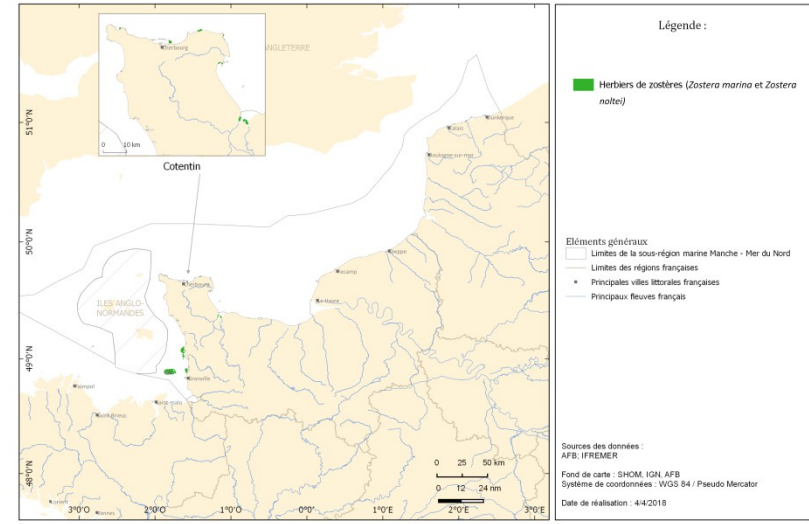 ANGLETERRE
Cherbourg
0 10 km
Cotentin
51°0'N
50°0'N
49°0'N
48°0'N
Dunkerque
Calais
Boulogne-sur-mer
Dieppe
Fecamp
Le Havre
Cherbourg
ILES ANGLO-
NORMANDES
Granville
Saint-malo
Paimpol
Saint-Brieuc
Lorient
Vannes
0 25 50 km
0 12 24 nm
3°0'O 2°0'O 1°0'O 0°0' 1°0'E 2°0'E 3°0'E
Légende :
Herbiers de zostères (Zostera marina et Zostera
noltei)
Eléments généraux
Limites de la sous-région marine Manche - Mer du Nord
Limites des régions françaises
Principales villes littorales françaises
Principaux fleuves français
Sources des données :
AFB, IFREMER
Fond de carte : SHOM, IGN, AFB
Système de coordonnées : WGS 84 / Pseudo Mercator
Date de réalisation : 4/4/2018